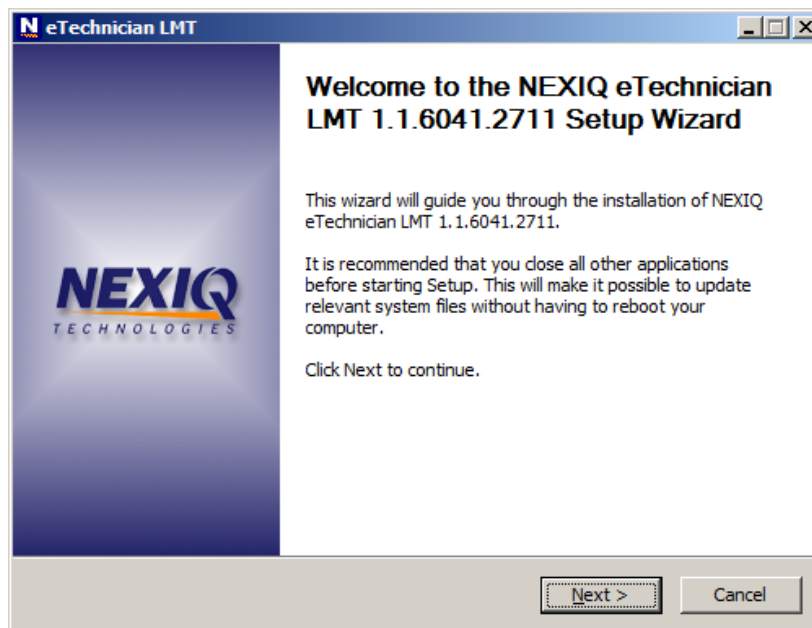 N eTechnician LMT
Welcome to the NEXIQ eTechnician
LMT 1.1.6041.2711 Setup Wizard
This wizard will guide you through the installation of NEXIQ
eTechnician LMT 1.1.6041.2711.
It is recommended that you close all other applications
before starting Setup. This will make it possible to update
relevant system files without having to reboot your
computer.
Click Next to continue.
NEXIQ
TECHNOLOGIES
Next >
Cancel